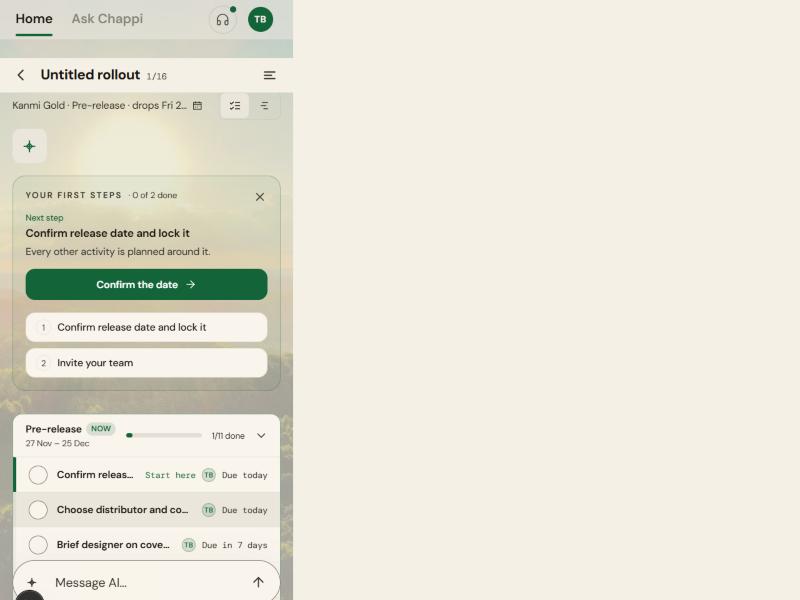 Home Ask Chappi TB
Untitled rollout 1/16
Kanmi Gold · Pre-release · drops Fri 2…
YOUR FIRST STEPS · 0 of 2 done
Next step
Confirm release date and lock it
Every other activity is planned around it.
Confirm the date →
1 Confirm release date and lock it
2 Invite your team
Pre-release NOW 1/11 done
27 Nov – 25 Dec
Confirm releas… Start here TB Due today
Choose distributor and co… TB Due today
Brief designer on cove… TB Due in 7 days
Message AI…